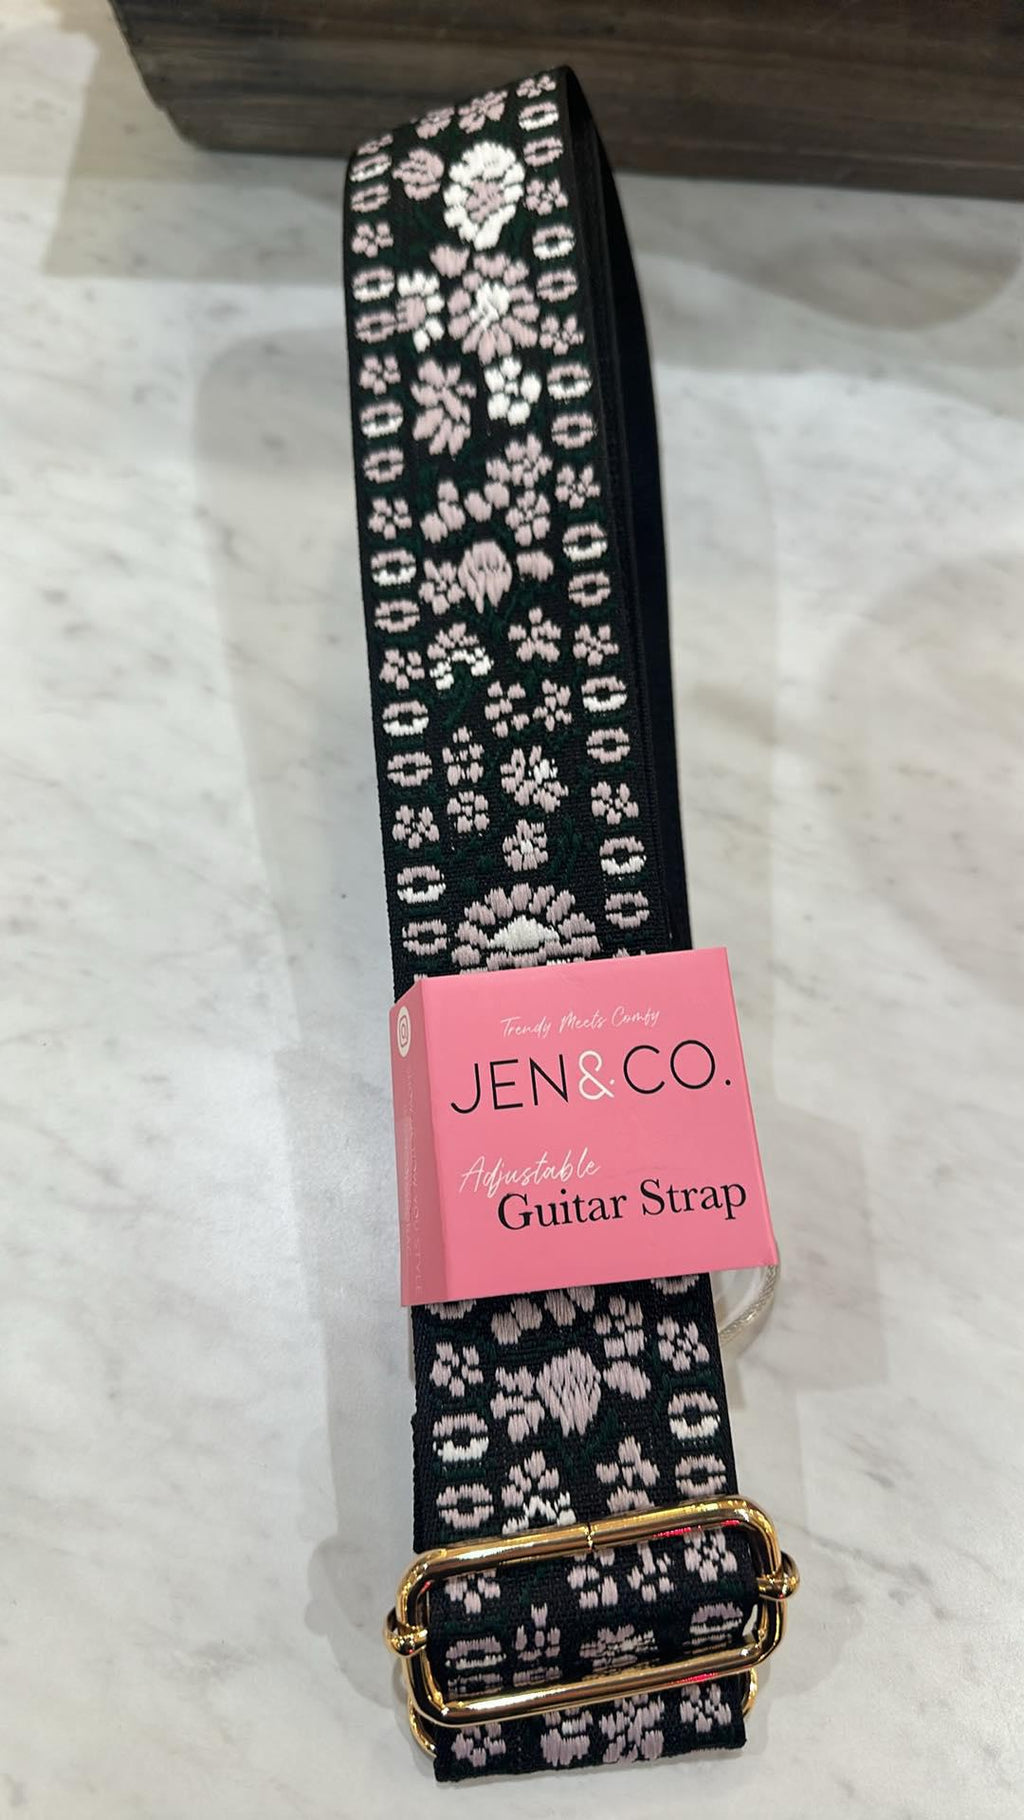 Trendy Meets Comfy
JEN&CO.
Adjustable
Guitar Strap